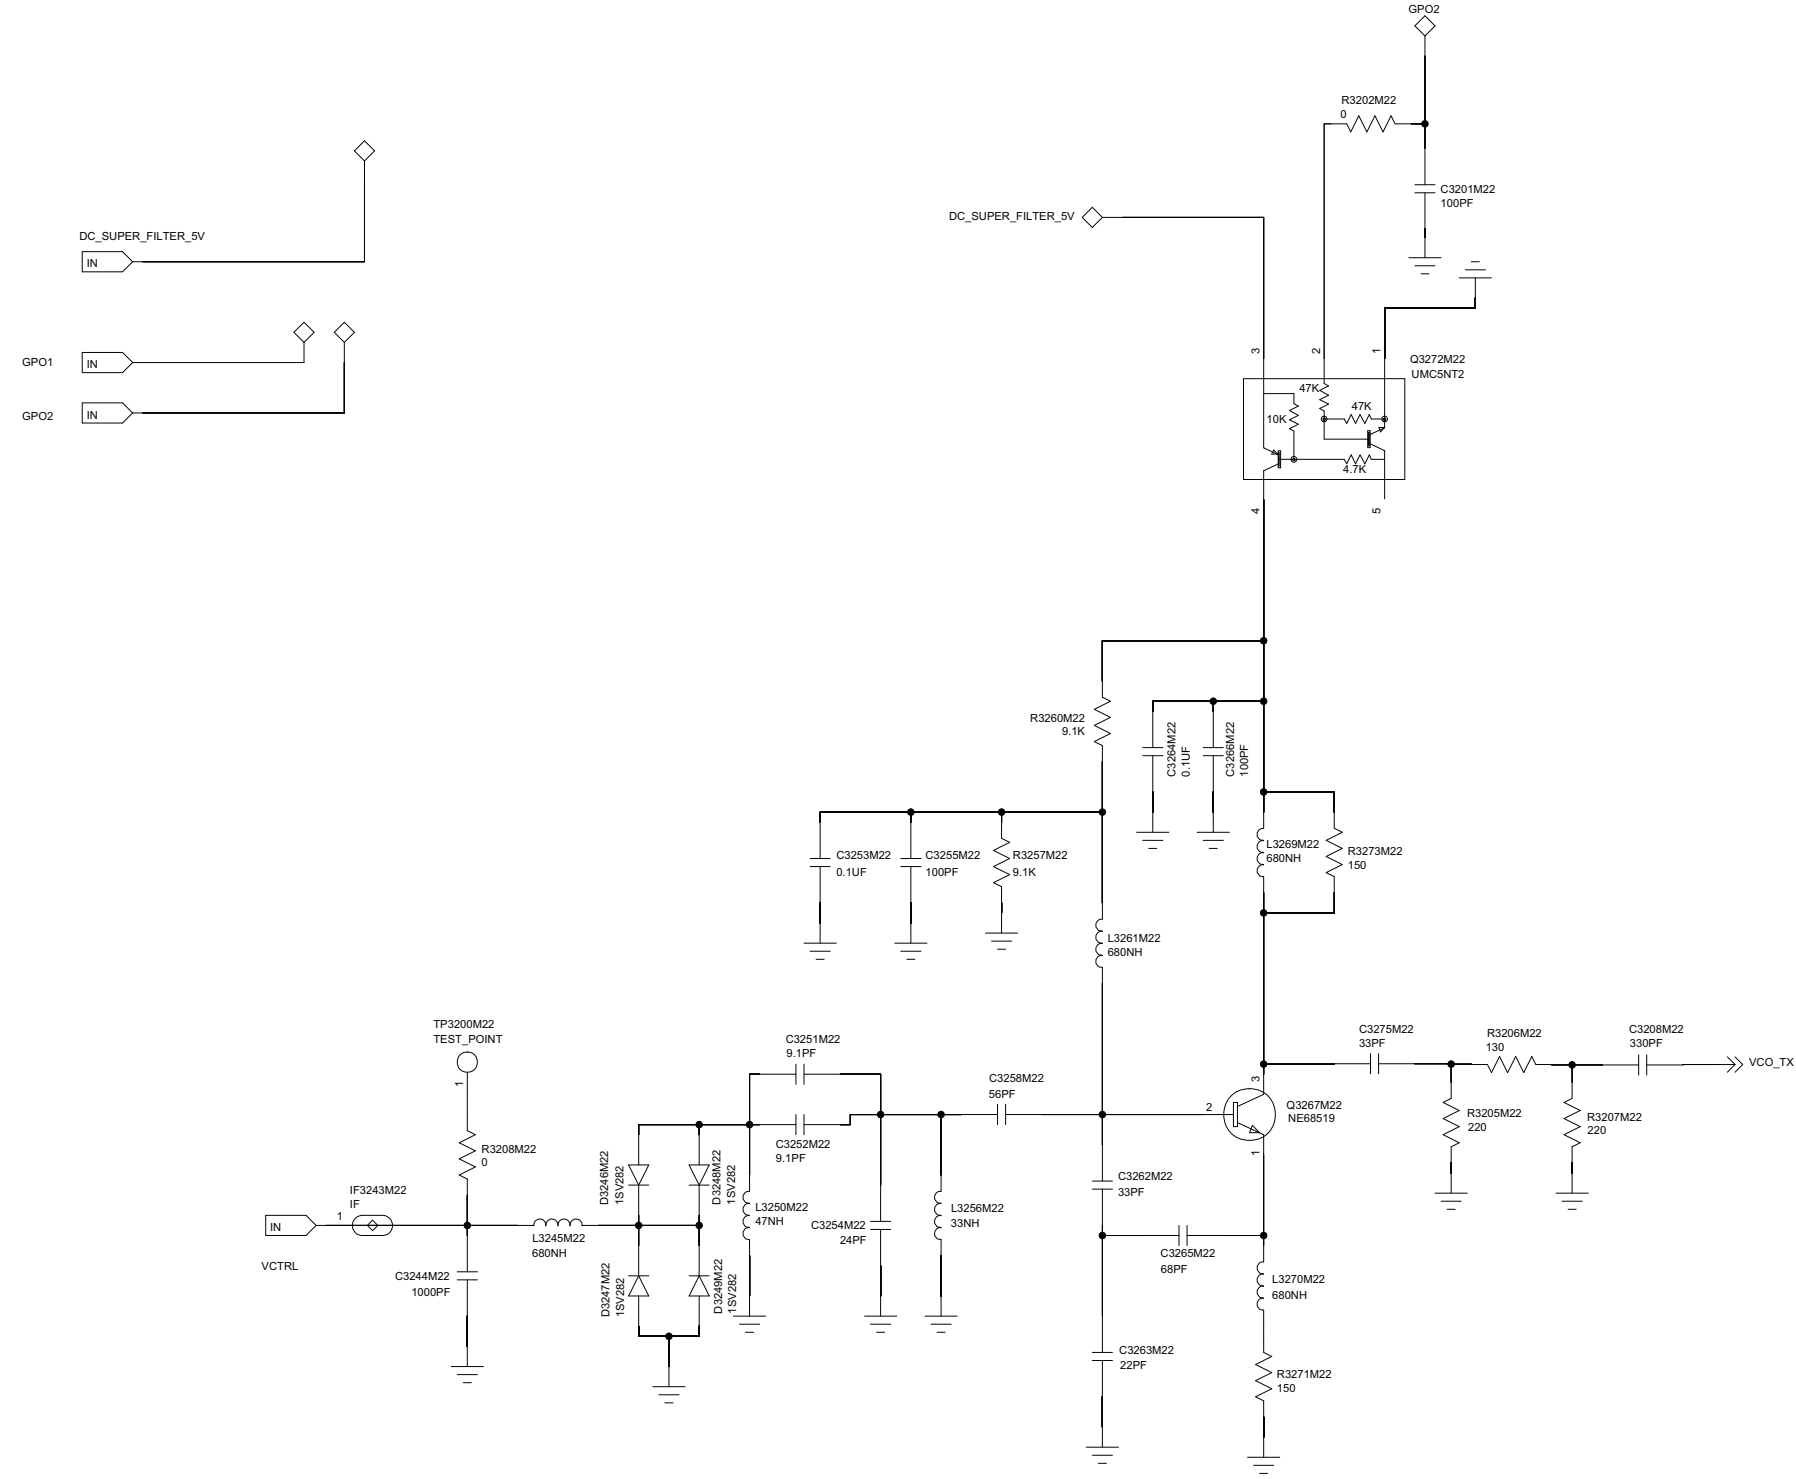 GPO2
R3202M22
0
C3201M22
100PF
DC_SUPER_FILTER_5V
IN
DC_SUPER_FILTER_5V
GPO1
IN
GPO2
IN
3
2
1
Q3272M22
UMC5NT2
47K
47K
10K
4.7K
4
5
R3260M22
9.1K
C3264M22
0.1UF
C3266M22
100PF
C3253M22
0.1UF
C3255M22
100PF
R3257M22
9.1K
L3269M22
680NH
R3273M22
150
L3261M22
680NH
TP3200M22
TEST_POINT
1
C3251M22
9.1PF
C3252M22
9.1PF
C3258M22
56PF
C3275M22
33PF
R3206M22
130
C3208M22
330PF
VCO_TX
3
2
1
Q3267M22
NE68519
R3205M22
220
R3207M22
220
R3208M22
0
IF3243M22
IF
1
IN
VCTRL
C3244M22
1000PF
L3245M22
680NH
D3246M22
1SV282
D3248M22
1SV282
D3247M22
1SV282
D3249M22
1SV282
L3250M22
47NH
C3254M22
24PF
L3256M22
33NH
C3262M22
33PF
C3265M22
68PF
L3270M22
680NH
C3263M22
22PF
R3271M22
150